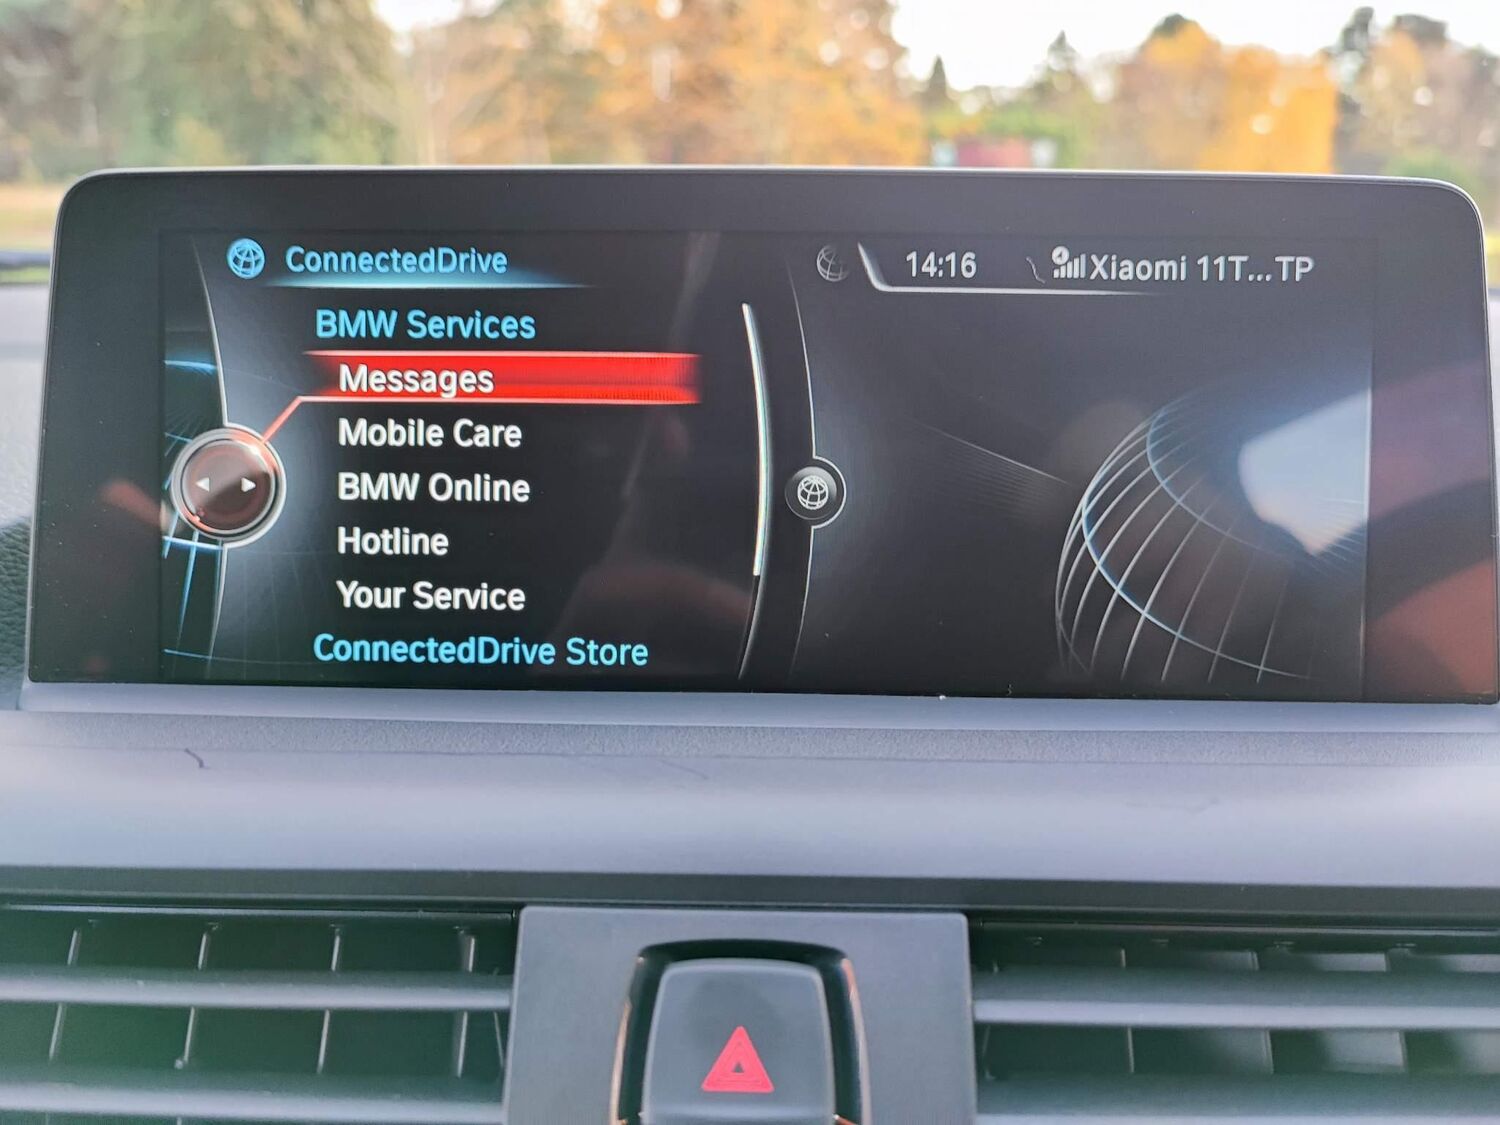 ConnectedDrive
14:16 Xiaomi 11T...TP
BMW Services
Messages
Mobile Care
BMW Online
Hotline
Your Service
ConnectedDrive Store